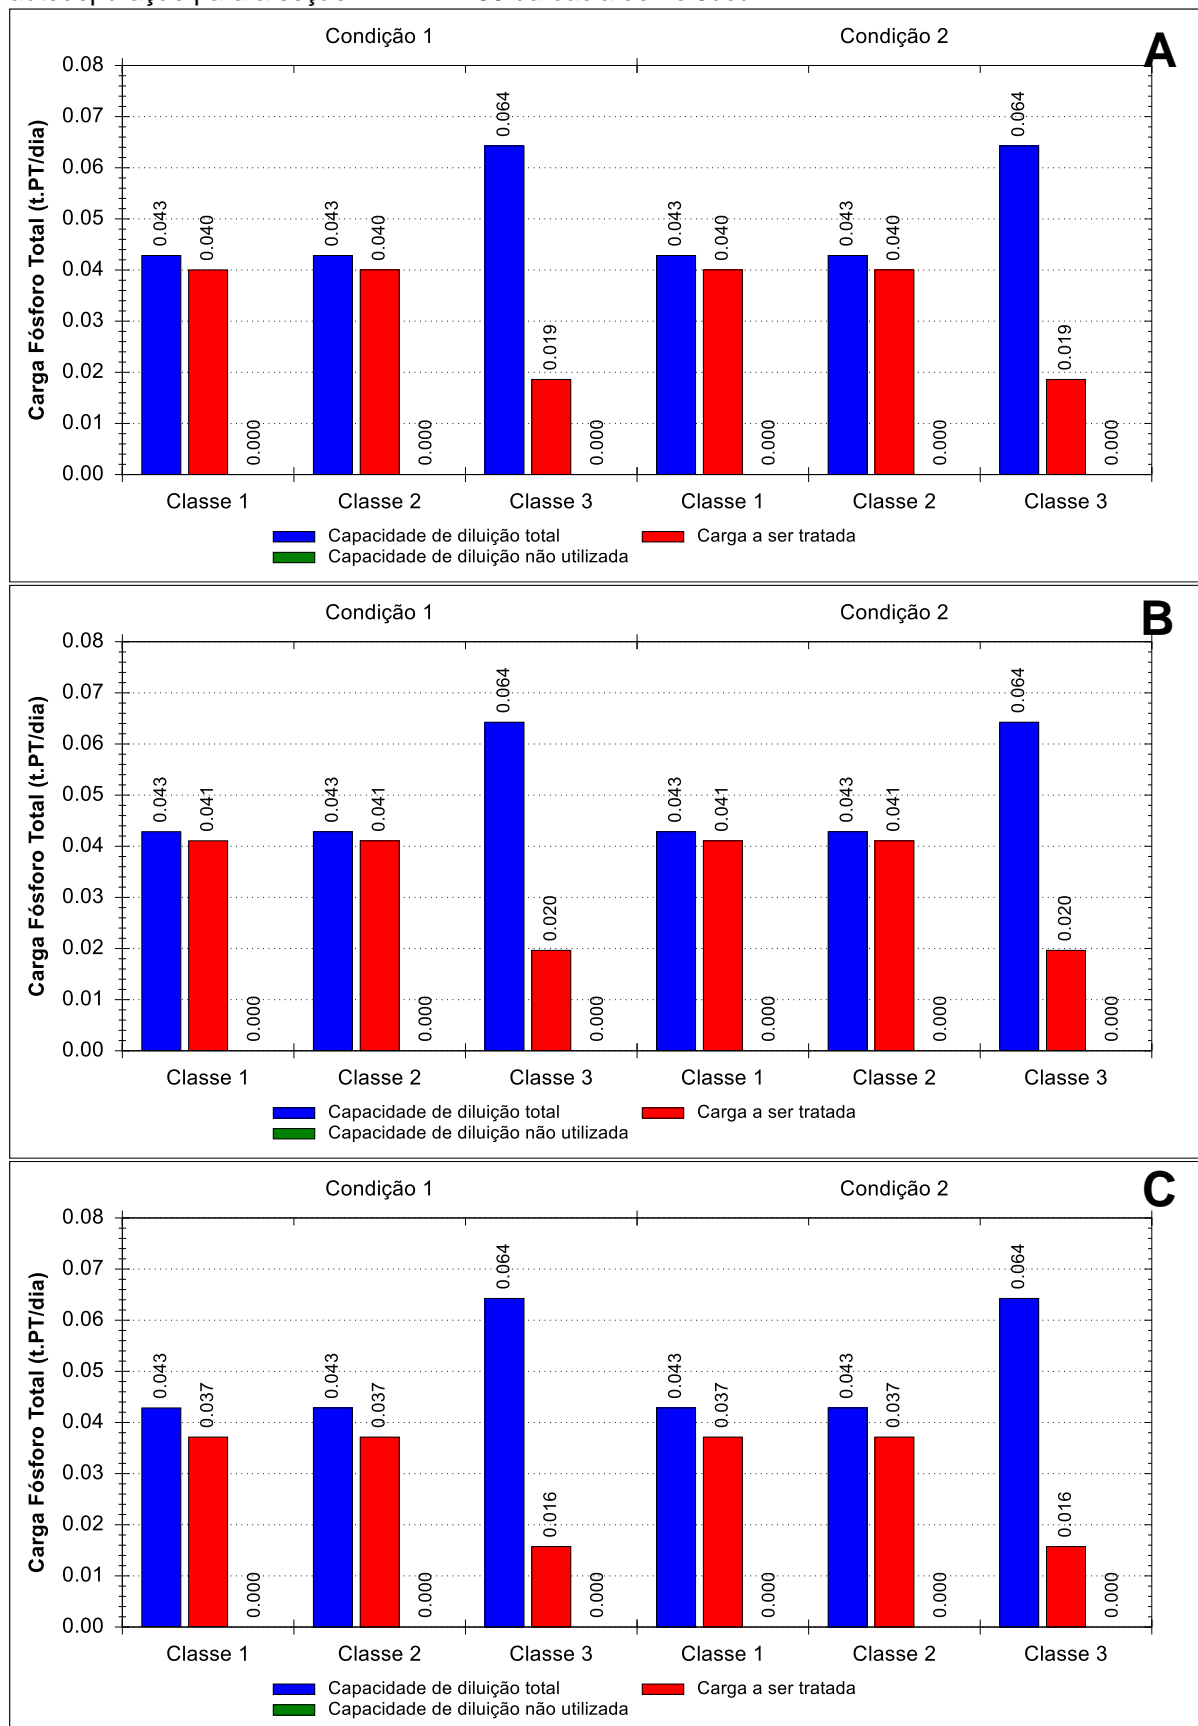 Condição 1 Condição 2 A
0.08
0.07
0.06
0.05
0.04
0.03
0.02
0.01
0.00
Carga Fósforo Total (t.PT/dia)
0.043 0.040 0.000 0.043 0.040 0.000 0.064 0.019 0.000 0.043 0.040 0.000 0.043 0.040 0.000 0.064 0.019 0.000
Classe 1 Classe 2 Classe 3 Classe 1 Classe 2 Classe 3
Capacidade de diluição total Carga a ser tratada
Capacidade de diluição não utilizada
Condição 1 Condição 2 B
0.08
0.07
0.06
0.05
0.04
0.03
0.02
0.01
0.00
Carga Fósforo Total (t.PT/dia)
0.043 0.041 0.000 0.043 0.041 0.000 0.064 0.020 0.000 0.043 0.041 0.000 0.043 0.041 0.000 0.064 0.020 0.000
Classe 1 Classe 2 Classe 3 Classe 1 Classe 2 Classe 3
Capacidade de diluição total Carga a ser tratada
Capacidade de diluição não utilizada
Condição 1 Condição 2 C
0.08
0.07
0.06
0.05
0.04
0.03
0.02
0.01
0.00
Carga Fósforo Total (t.PT/dia)
0.043 0.037 0.000 0.043 0.037 0.000 0.064 0.016 0.000 0.043 0.037 0.000 0.043 0.037 0.000 0.064 0.016 0.000
Classe 1 Classe 2 Classe 3 Classe 1 Classe 2 Classe 3
Capacidade de diluição total Carga a ser tratada
Capacidade de diluição não utilizada